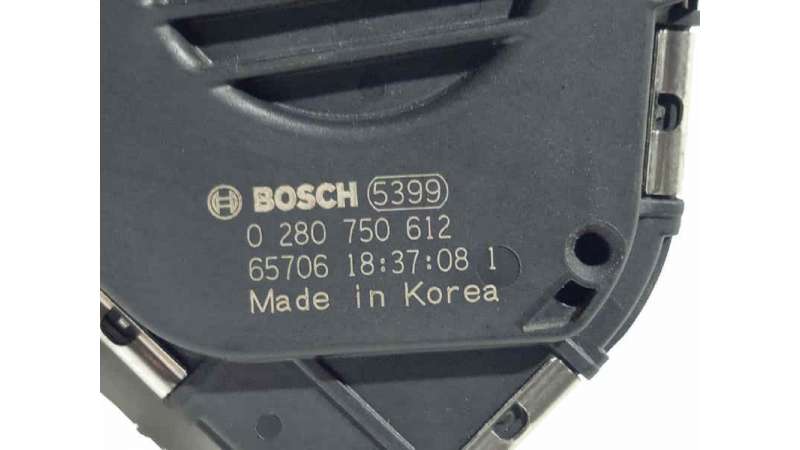 BOSCH 5399
0 280 750 612
65706 18:37:08 1
Made in Korea